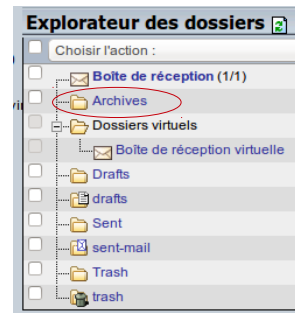 Explorateur des dossiers
Choisir l'action :
Boîte de réception (1/1)
Archives
Dossiers virtuels
Boîte de réception virtuelle
Drafts
drafts
Sent
sent-mail
Trash
trash